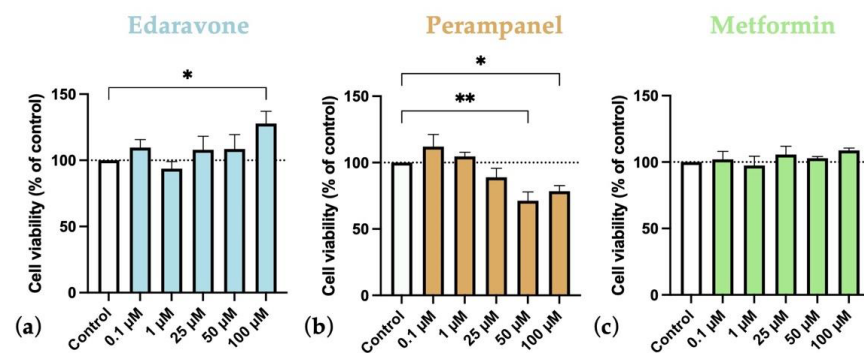 Edaravone
Perampanel
Metformin
*
Cell viability (% of control)
150
100
50
0
Control
0.1 µM
1 µM
25 µM
50 µM
100 µM
(a)
*
**
Cell viability (% of control)
150
100
50
0
Control
0.1 µM
1 µM
25 µM
50 µM
100 µM
(b)
Cell viability (% of control)
150
100
50
0
Control
0.1 µM
1 µM
25 µM
50 µM
100 µM
(c)